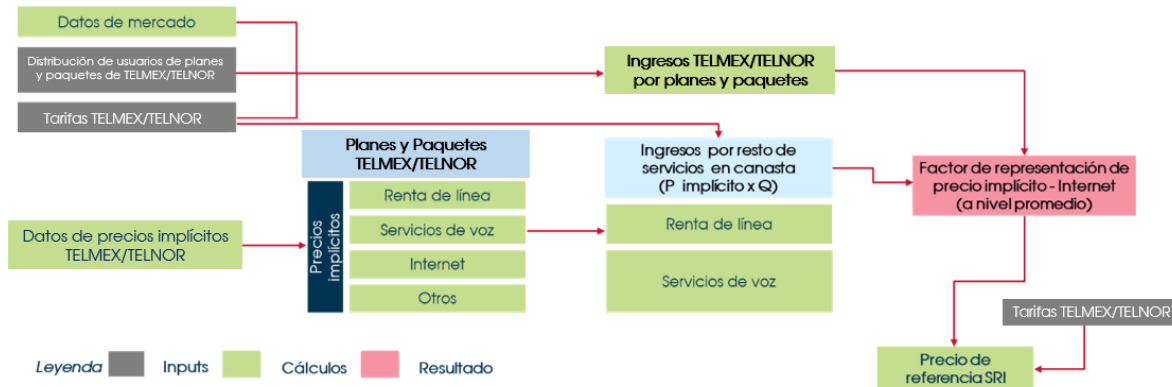 Datos de mercado
Distribución de usuarios de planes
y paquetes de TELMEX/TELNOR
Tarifas TELMEX/TELNOR
Ingresos TELMEX/TELNOR
por planes y paquetes
Planes y Paquetes
TELMEX/TELNOR
Ingresos por resto de
servicios en canasta
(P implícito x Q)
Factor de representación de
precio implícito - Internet
(a nivel promedio)
Datos de precios implícitos
TELMEX/TELNOR
Precios
implícitos
Renta de línea
Servicios de voz
Internet
Otros
Renta de línea
Servicios de voz
Tarifas TELMEX/TELNOR
Precio de
referencia SRI
Leyenda Inputs Cálculos Resultado